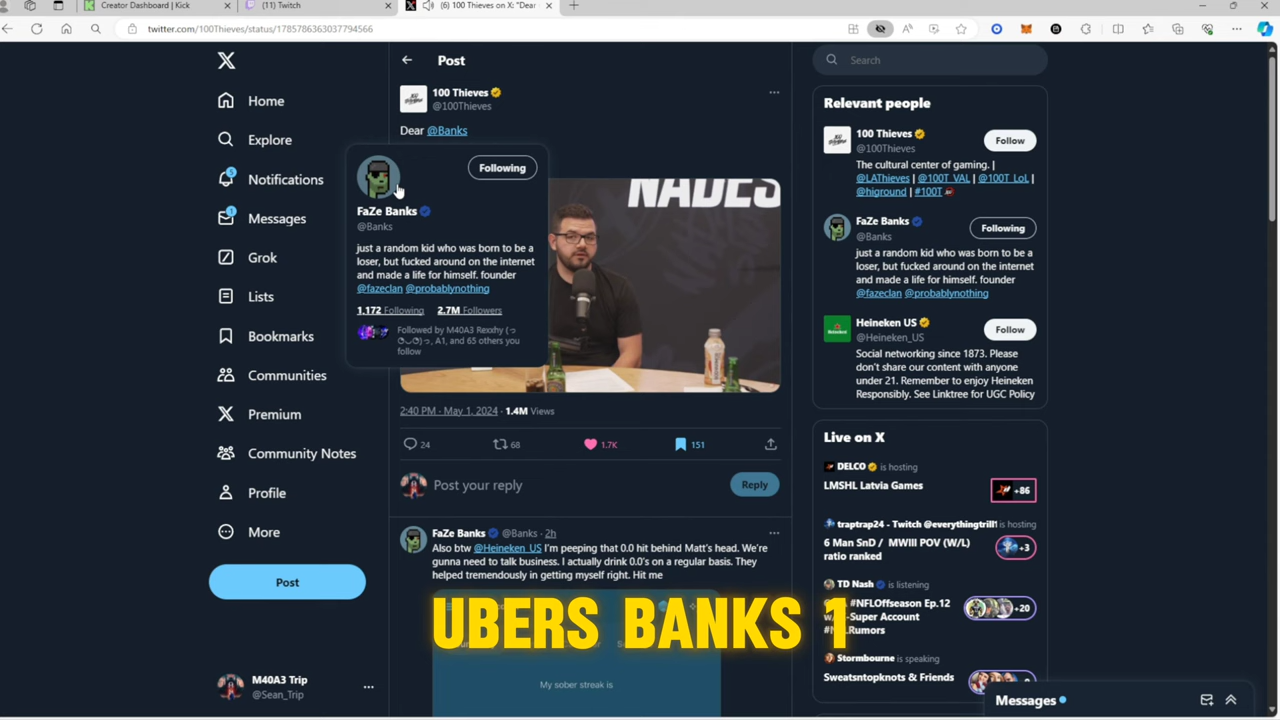 Creator Dashboard | Kick
(11) Twitch
(6) 100 Thieves on X: "Dear
twitter.com/100Thieves/status/1785786363037794566
Home
Explore
Notifications
Messages
Grok
Lists
Bookmarks
Communities
Premium
Community Notes
Profile
More
Post
M40A3 Trip
@Sean_Trip
Post
100 Thieves
@100Thieves
Dear @Banks
Following
FaZe Banks
@Banks
just a random kid who was born to be a
loser, but fucked around on the internet
and made a life for himself. founder
@fazeclan @probablynothing
1,172 Following 2.7M Followers
Followed by M40A3 Rexxhy (っ
◔◡◔)っ, A1, and 65 others you
follow
NADES
2:40 PM · May 1, 2024 · 1.4M Views
24 68 1.7K 151
Post your reply
Reply
FaZe Banks @Banks · 2h
Also btw @Heineken_US I'm peeping that 0.0 hit behind Matt's head. We're
gunna need to talk business. I actually drink 0.0's on a regular basis. They
helped tremendously in getting myself right. Hit me
UBERS BANKS 1
My sober streak is
Search
Relevant people
100 Thieves
@100Thieves
Follow
The cultural center of gaming. |
@LAThieves | @100T_VAL | @100T_LoL |
@higround | #100T
FaZe Banks
@Banks
Following
just a random kid who was born to be a
loser, but fucked around on the internet
and made a life for himself. founder
@fazeclan @probablynothing
Heineken US
@Heineken_US
Follow
Social networking since 1873. Please
don't share our content with anyone
under 21. Remember to enjoy Heineken
Responsibly. See Linktree for UGC Policy
Live on X
DELCO is hosting
LMSHL Latvia Games
+86
traptrap24 - Twitch @everythingtrill1 is hosting
6 Man SnD / MWIII POV (W/L)
ratio ranked
+3
TD Nash is listening
#NFLOffseason Ep.12
-Super Account
Rumors
+20
Stormbourne is speaking
Sweatsntopknots & Friends
Messages